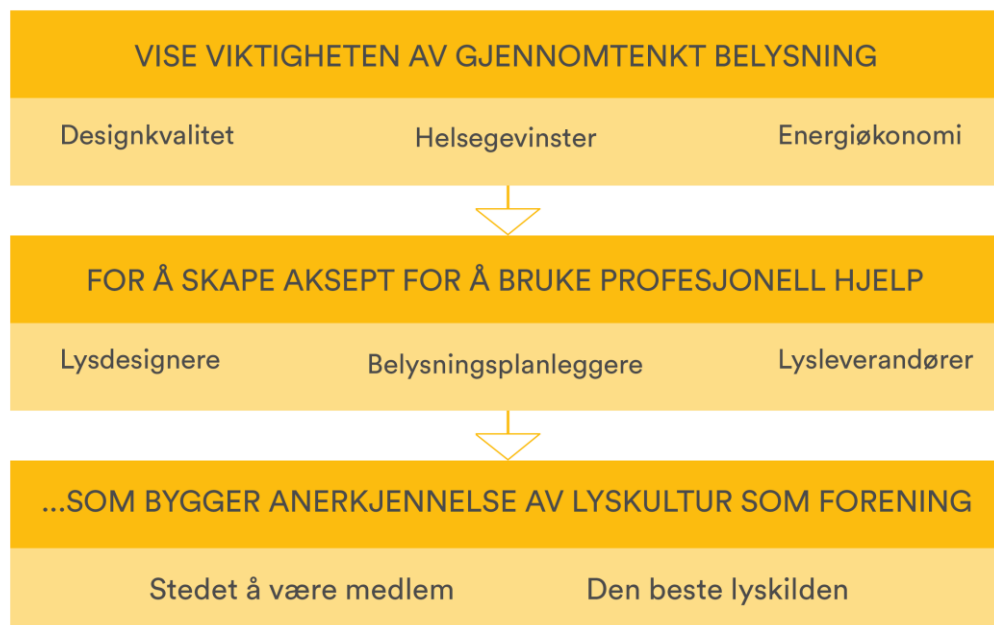 VISE VIKTIGHETEN AV GJENNOMTENKT BELYSNING
Designkvalitet Helsegevinster Energiøkonomi
FOR Å SKAPE AKSEPT FOR Å BRUKE PROFESJONELL HJELP
Lysdesignere Belysningsplanleggere Lysleverandører
...SOM BYGGER ANERKJENNELSE AV LYSKULTUR SOM FORENING
Stedet å være medlem Den beste lyskilden